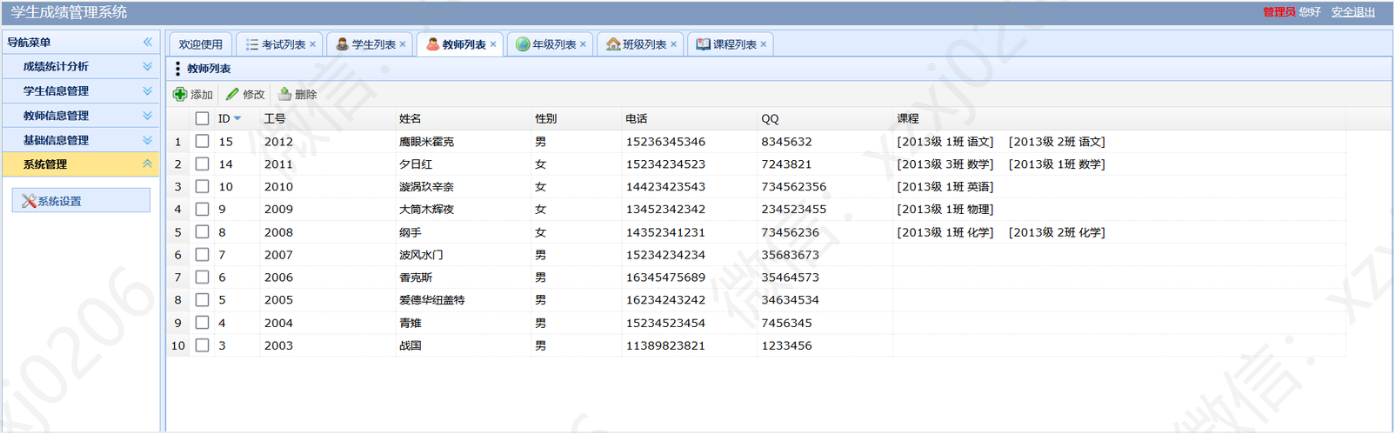 学生成绩管理系统 管理员 您好 安全退出
导航菜单
成绩统计分析
学生信息管理
教师信息管理
基础信息管理
系统管理
系统设置
欢迎使用 考试列表 × 学生列表 × 教师列表 × 年级列表 × 班级列表 × 课程列表 ×
教师列表
添加 修改 删除
ID 工号 姓名 性别 电话 QQ 课程
1 15 2012 鹰眼米霍克 男 15236345346 8345632 [2013级 1班 语文] [2013级 2班 语文]
2 14 2011 夕日红 女 15234234523 7243821 [2013级 3班 数学] [2013级 1班 数学]
3 10 2010 漩涡玖辛奈 女 14423423543 734562356 [2013级 1班 英语]
4 9 2009 大筒木辉夜 女 13452342342 234523455 [2013级 1班 物理]
5 8 2008 纲手 女 14352341231 73456236 [2013级 1班 化学] [2013级 2班 化学]
6 7 2007 波风水门 男 15234234234 35683673
7 6 2006 香克斯 男 16345475689 35464573
8 5 2005 爱德华纽盖特 男 16234243242 34634534
9 4 2004 青雉 男 15234523454 7456345
10 3 2003 战国 男 11389823821 1233456
微信: xzxj0206